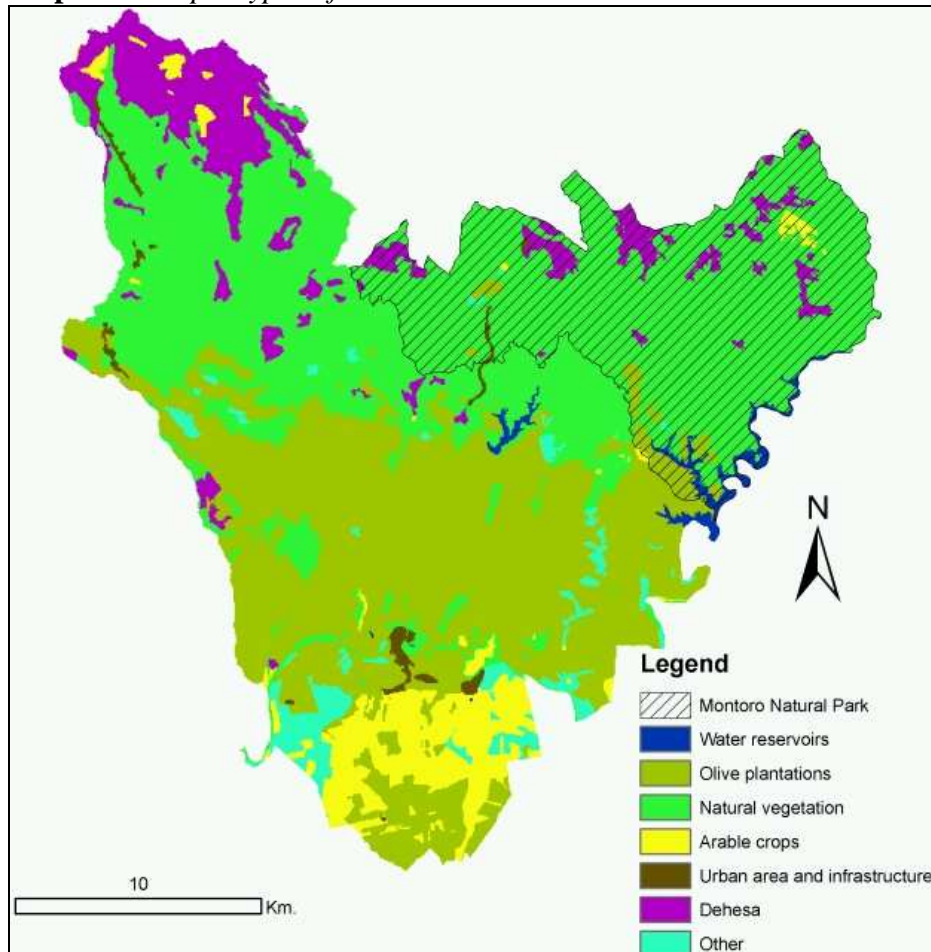 N
Legend
Montoro Natural Park
Water reservoirs
Olive plantations
Natural vegetation
Arable crops
Urban area and infrastructure
Dehesa
Other
10
Km.